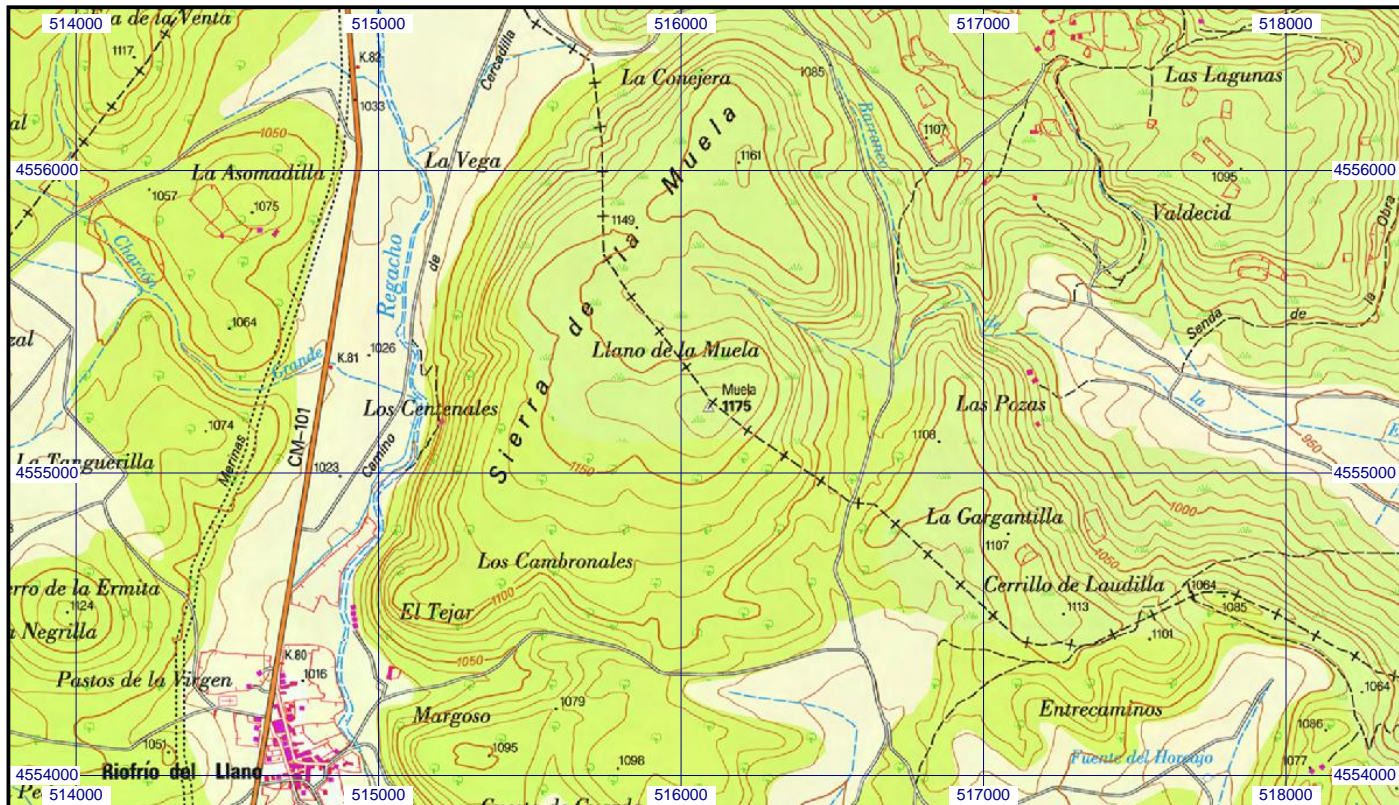 514000
515000
516000
517000
518000
a de la Venta
1117
K.82
1033
Cercadilla
La Conejera
1085
Las Lagunas
al
1050
La Vega
Muela
1161
Barranco
1107
4556000
4556000
La Asomadilla
1095
1057
1075
1149
Valdecid
Obra
Charcón
Regacho
de
la
la
1064
de
de
Senda
de
zal
K.81
1026
Grande
Llano de la Muela
Muela
1175
Sierra
la
Los Centenales
Las Pozas
1074
CM-101
1108
950
La Tanguerilla
Merinas
1023
Camino
1150
4555000
4555000
La Gargantilla
1000
1107
1050
Los Cambronales
erro de la Ermita
1124
1100
Cerrillo de Laudilla
1064
El Tejar
1113
1085
a Negrilla
1101
K.80
1050
Pastos de la Virgen
1016
1064
1079
Margoso
Entrecaminos
1086
1051
1095
1098
Fuente del Horcajo
1077
Riofrío del Llano
4554000
4554000
Pe
514000
515000
516000
517000
518000